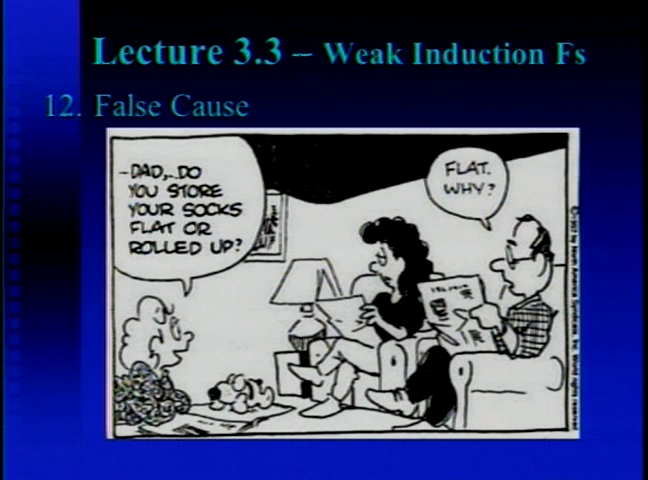 Lecture 3.3 – Weak Induction Fs
12. False Cause
-DAD,..DO
YOU STORE
YOUR SOCKS
FLAT OR
ROLLED UP?
FLAT.
WHY?